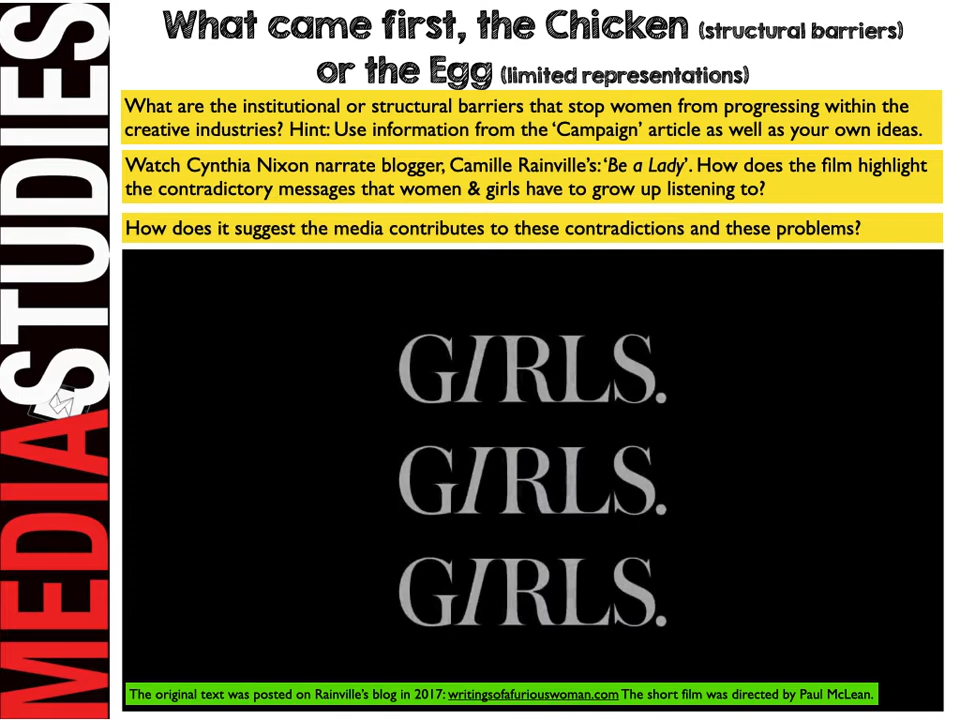 MEDIA STUDIES
What came first, the Chicken (structural barriers)
or the Egg (limited representations)
What are the institutional or structural barriers that stop women from progressing within the
creative industries? Hint: Use information from the ‘Campaign’ article as well as your own ideas.
Watch Cynthia Nixon narrate blogger, Camille Rainville’s: ‘Be a Lady’. How does the film highlight
the contradictory messages that women & girls have to grow up listening to?
How does it suggest the media contributes to these contradictions and these problems?
GIRLS.
GIRLS.
GIRLS.
The original text was posted on Rainville’s blog in 2017: writingsofafuriouswoman.com The short film was directed by Paul McLean.